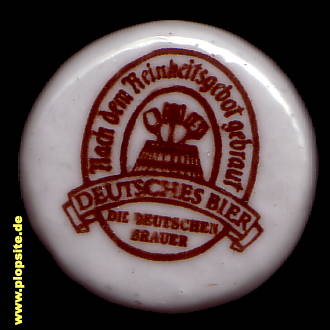 Nach dem Reinheitsgebot gebraut
DEUTSCHES BIER
DIE DEUTSCHEN
BRAUER
www.plopsite.de